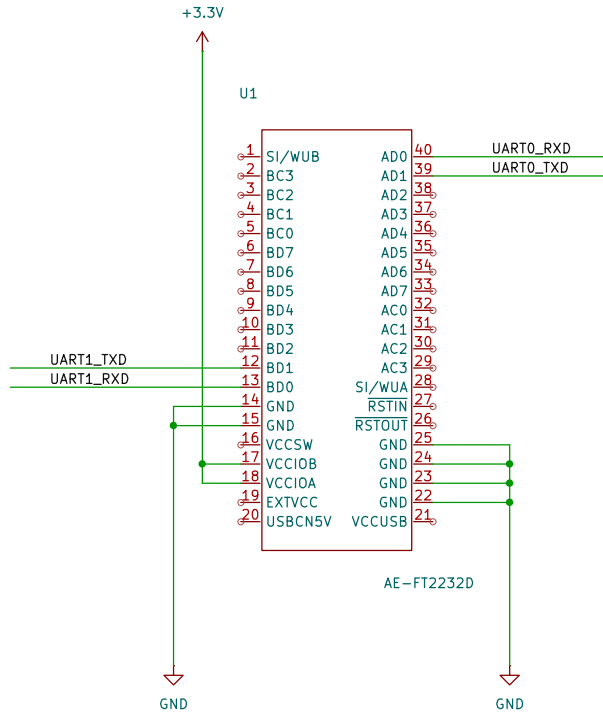 +3.3V
U1
1 SI/WUB AD0 40 UART0_RXD
2 BC3 AD1 39 UART0_TXD
3 BC2 AD2 38
4 BC1 AD3 37
5 BC0 AD4 36
6 BD7 AD5 35
7 BD6 AD6 34
8 BD5 AD7 33
9 BD4 AC0 32
10 BD3 AC1 31
11 BD2 AC2 30
UART1_TXD 12 BD1 AC3 29
UART1_RXD 13 BD0 SI/WUA 28
14 GND RSTIN 27
15 GND RSTOUT 26
16 VCCSW GND 25
17 VCCIOB GND 24
18 VCCIOA GND 23
19 EXTVCC GND 22
20 USBCN5V VCCUSB 21
AE-FT2232D
GND GND